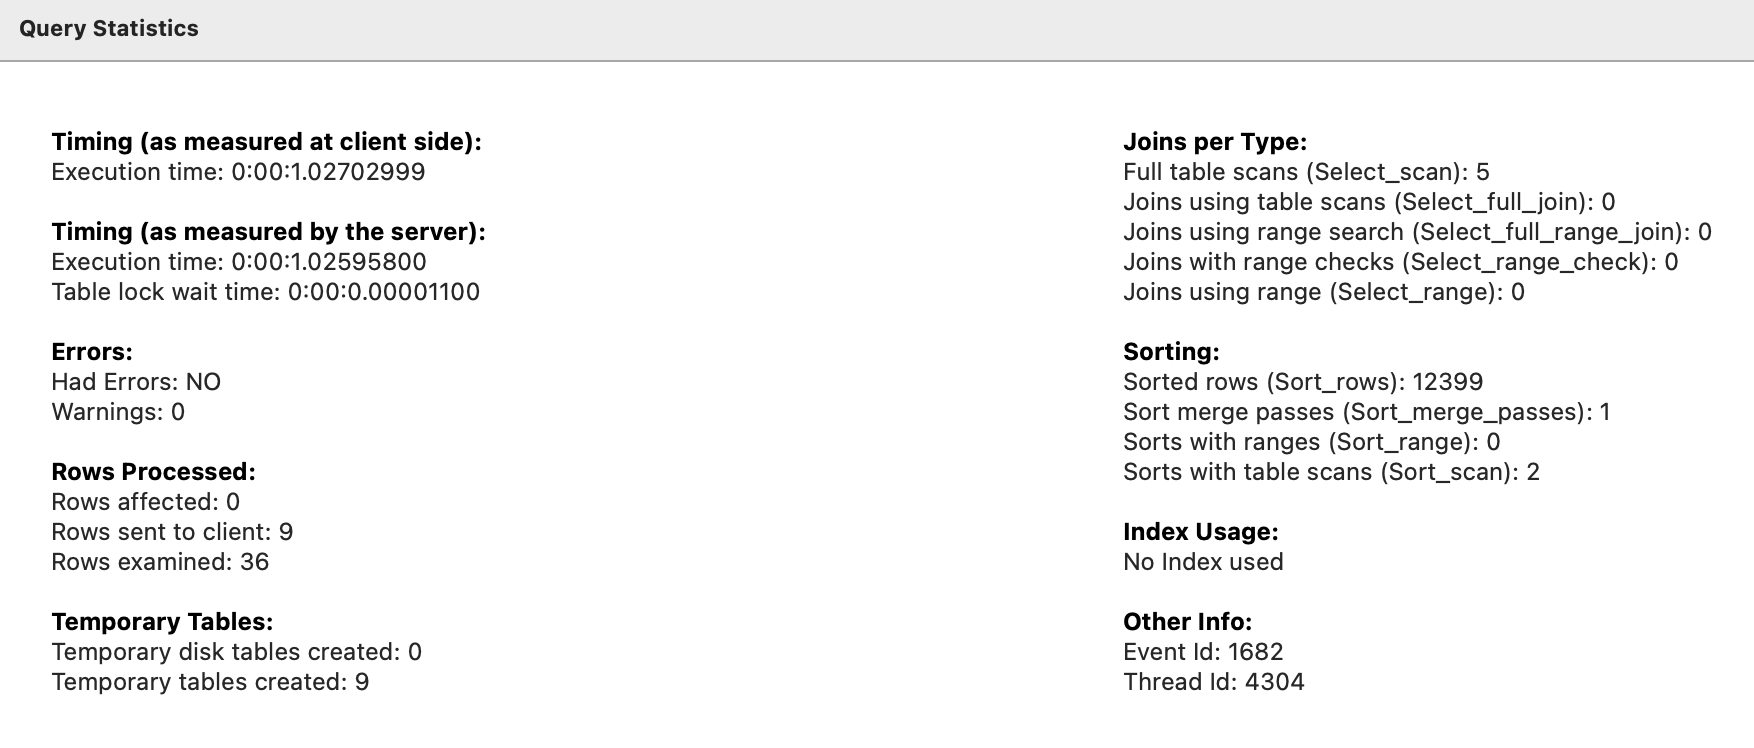 Query Statistics
Timing (as measured at client side):
Execution time: 0:00:1.02702999
Timing (as measured by the server):
Execution time: 0:00:1.02595800
Table lock wait time: 0:00:0.00001100
Errors:
Had Errors: NO
Warnings: 0
Rows Processed:
Rows affected: 0
Rows sent to client: 9
Rows examined: 36
Temporary Tables:
Temporary disk tables created: 0
Temporary tables created: 9
Joins per Type:
Full table scans (Select_scan): 5
Joins using table scans (Select_full_join): 0
Joins using range search (Select_full_range_join): 0
Joins with range checks (Select_range_check): 0
Joins using range (Select_range): 0
Sorting:
Sorted rows (Sort_rows): 12399
Sort merge passes (Sort_merge_passes): 1
Sorts with ranges (Sort_range): 0
Sorts with table scans (Sort_scan): 2
Index Usage:
No Index used
Other Info:
Event Id: 1682
Thread Id: 4304